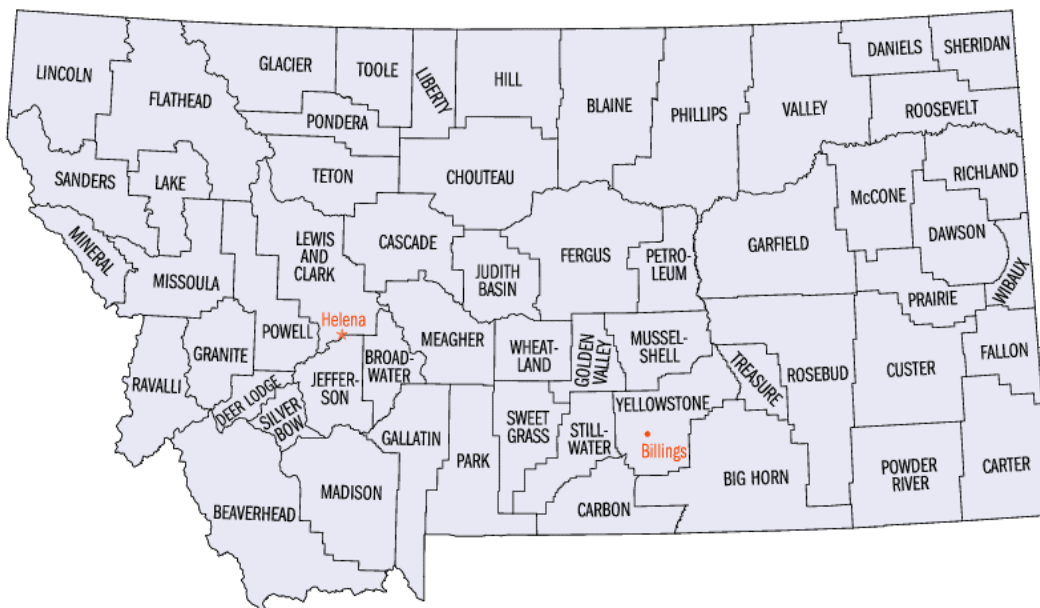 LINCOLN
FLATHEAD
GLACIER
TOOLE
LIBERTY
HILL
BLAINE
PHILLIPS
VALLEY
DANIELS
SHERIDAN
ROOSEVELT
PONDERA
TETON
CHOUTEAU
SANDERS
LAKE
McCONE
RICHLAND
MINERAL
MISSOULA
LEWIS
AND
CLARK
CASCADE
JUDITH
BASIN
FERGUS
PETRO-
LEUM
GARFIELD
DAWSON
WIBAUX
PRAIRIE
Helena
POWELL
GRANITE
RAVALLI
DEER LODGE
SILVER
BOW
JEFFER-
SON
BROAD-
WATER
MEAGHER
WHEAT-
LAND
GOLDEN
VALLEY
MUSSEL-
SHELL
TREASURE
ROSEBUD
CUSTER
FALLON
GALLATIN
PARK
SWEET
GRASS
STILL-
WATER
YELLOWSTONE
Billings
BIG HORN
POWDER
RIVER
CARTER
CARBON
MADISON
BEAVERHEAD